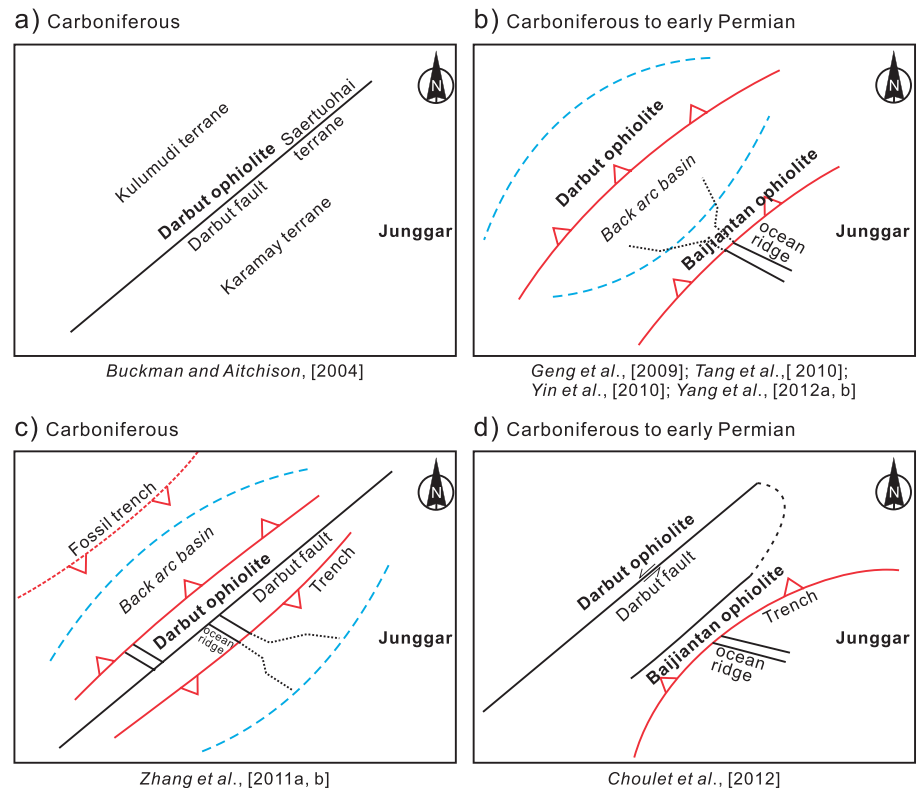 a) Carboniferous
N
Kulumudi terrane
Darbut ophiolite
Saertuohai
terrane
Darbut fault
Karamay terrane
Junggar
Buckman and Aitchison, [2004]
b) Carboniferous to early Permian
N
Darbut ophiolite
Back arc basin
Baijiantan ophiolite
ocean
ridge
Junggar
Geng et al., [2009]; Tang et al.,[ 2010];
Yin et al., [2010]; Yang et al., [2012a, b]
c) Carboniferous
N
Fossil trench
Back arc basin
Darbut ophiolite
Darbut fault
Trench
ocean
ridge
Junggar
Zhang et al., [2011a, b]
d) Carboniferous to early Permian
N
Darbut ophiolite
Darbut fault
Baijiantan ophiolite
Trench
ocean
ridge
Junggar
Choulet et al., [2012]